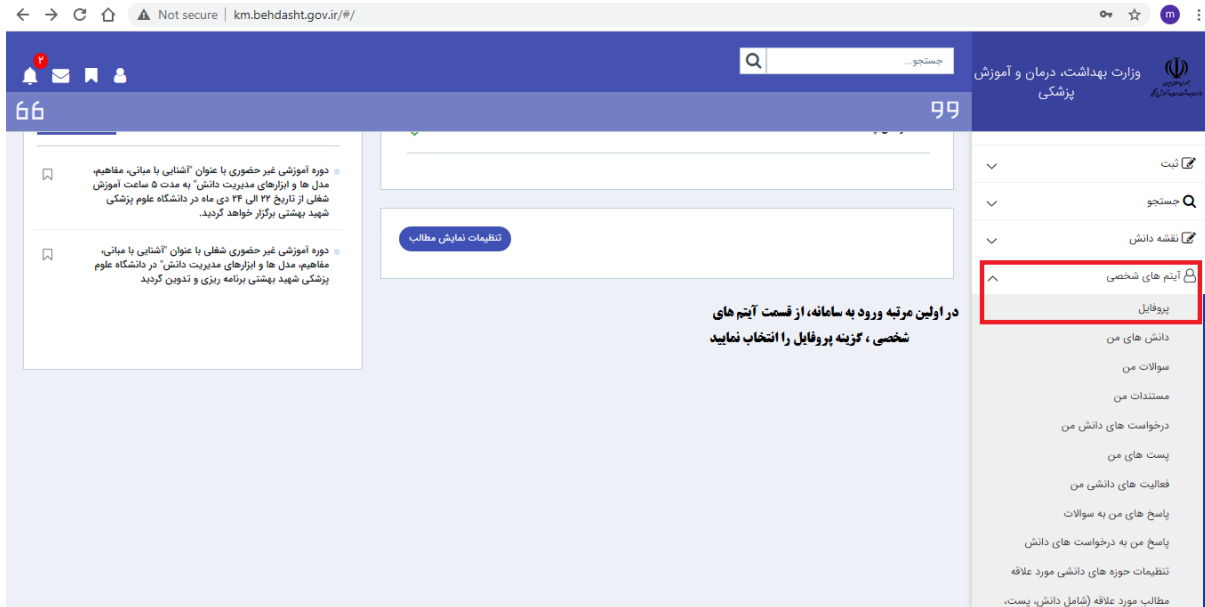 Not secure | km.behdasht.gov.ir/#/
m
وزارت بهداشت، درمان و آموزش
پزشکی
جستجو...
۲
ثبت
جستجو
نقشه دانش
آیتم های شخصی
پروفایل
دانش های من
سوالات من
مستندات من
درخواست های دانش من
پست های من
فعالیت های دانشی من
پاسخ های من به سوالات
پاسخ من به درخواست های دانش
تنظیمات حوزه های دانشی مورد علاقه
مطالب مورد علاقه (شامل دانش، پست،
تنظیمات نمایش مطالب
در اولین مرتبه ورود به سامانه، از قسمت آیتم های
شخصی ، گزینه پروفایل را انتخاب نمایید
دوره آموزشی غیر حضوری با عنوان "آشنایی با مبانی، مفاهیم،
مدل ها و ابزارهای مدیریت دانش" به مدت ۵ ساعت آموزش
شغلی از تاریخ ۲۲ الی ۲۴ دی ماه در دانشگاه علوم پزشکی
شهید بهشتی برگزار خواهد گردید.
دوره آموزشی غیر حضوری شغلی با عنوان "آشنایی با مبانی،
مفاهیم، مدل ها و ابزارهای مدیریت دانش" در دانشگاه علوم
پزشکی شهید بهشتی برنامه ریزی و تدوین گردید